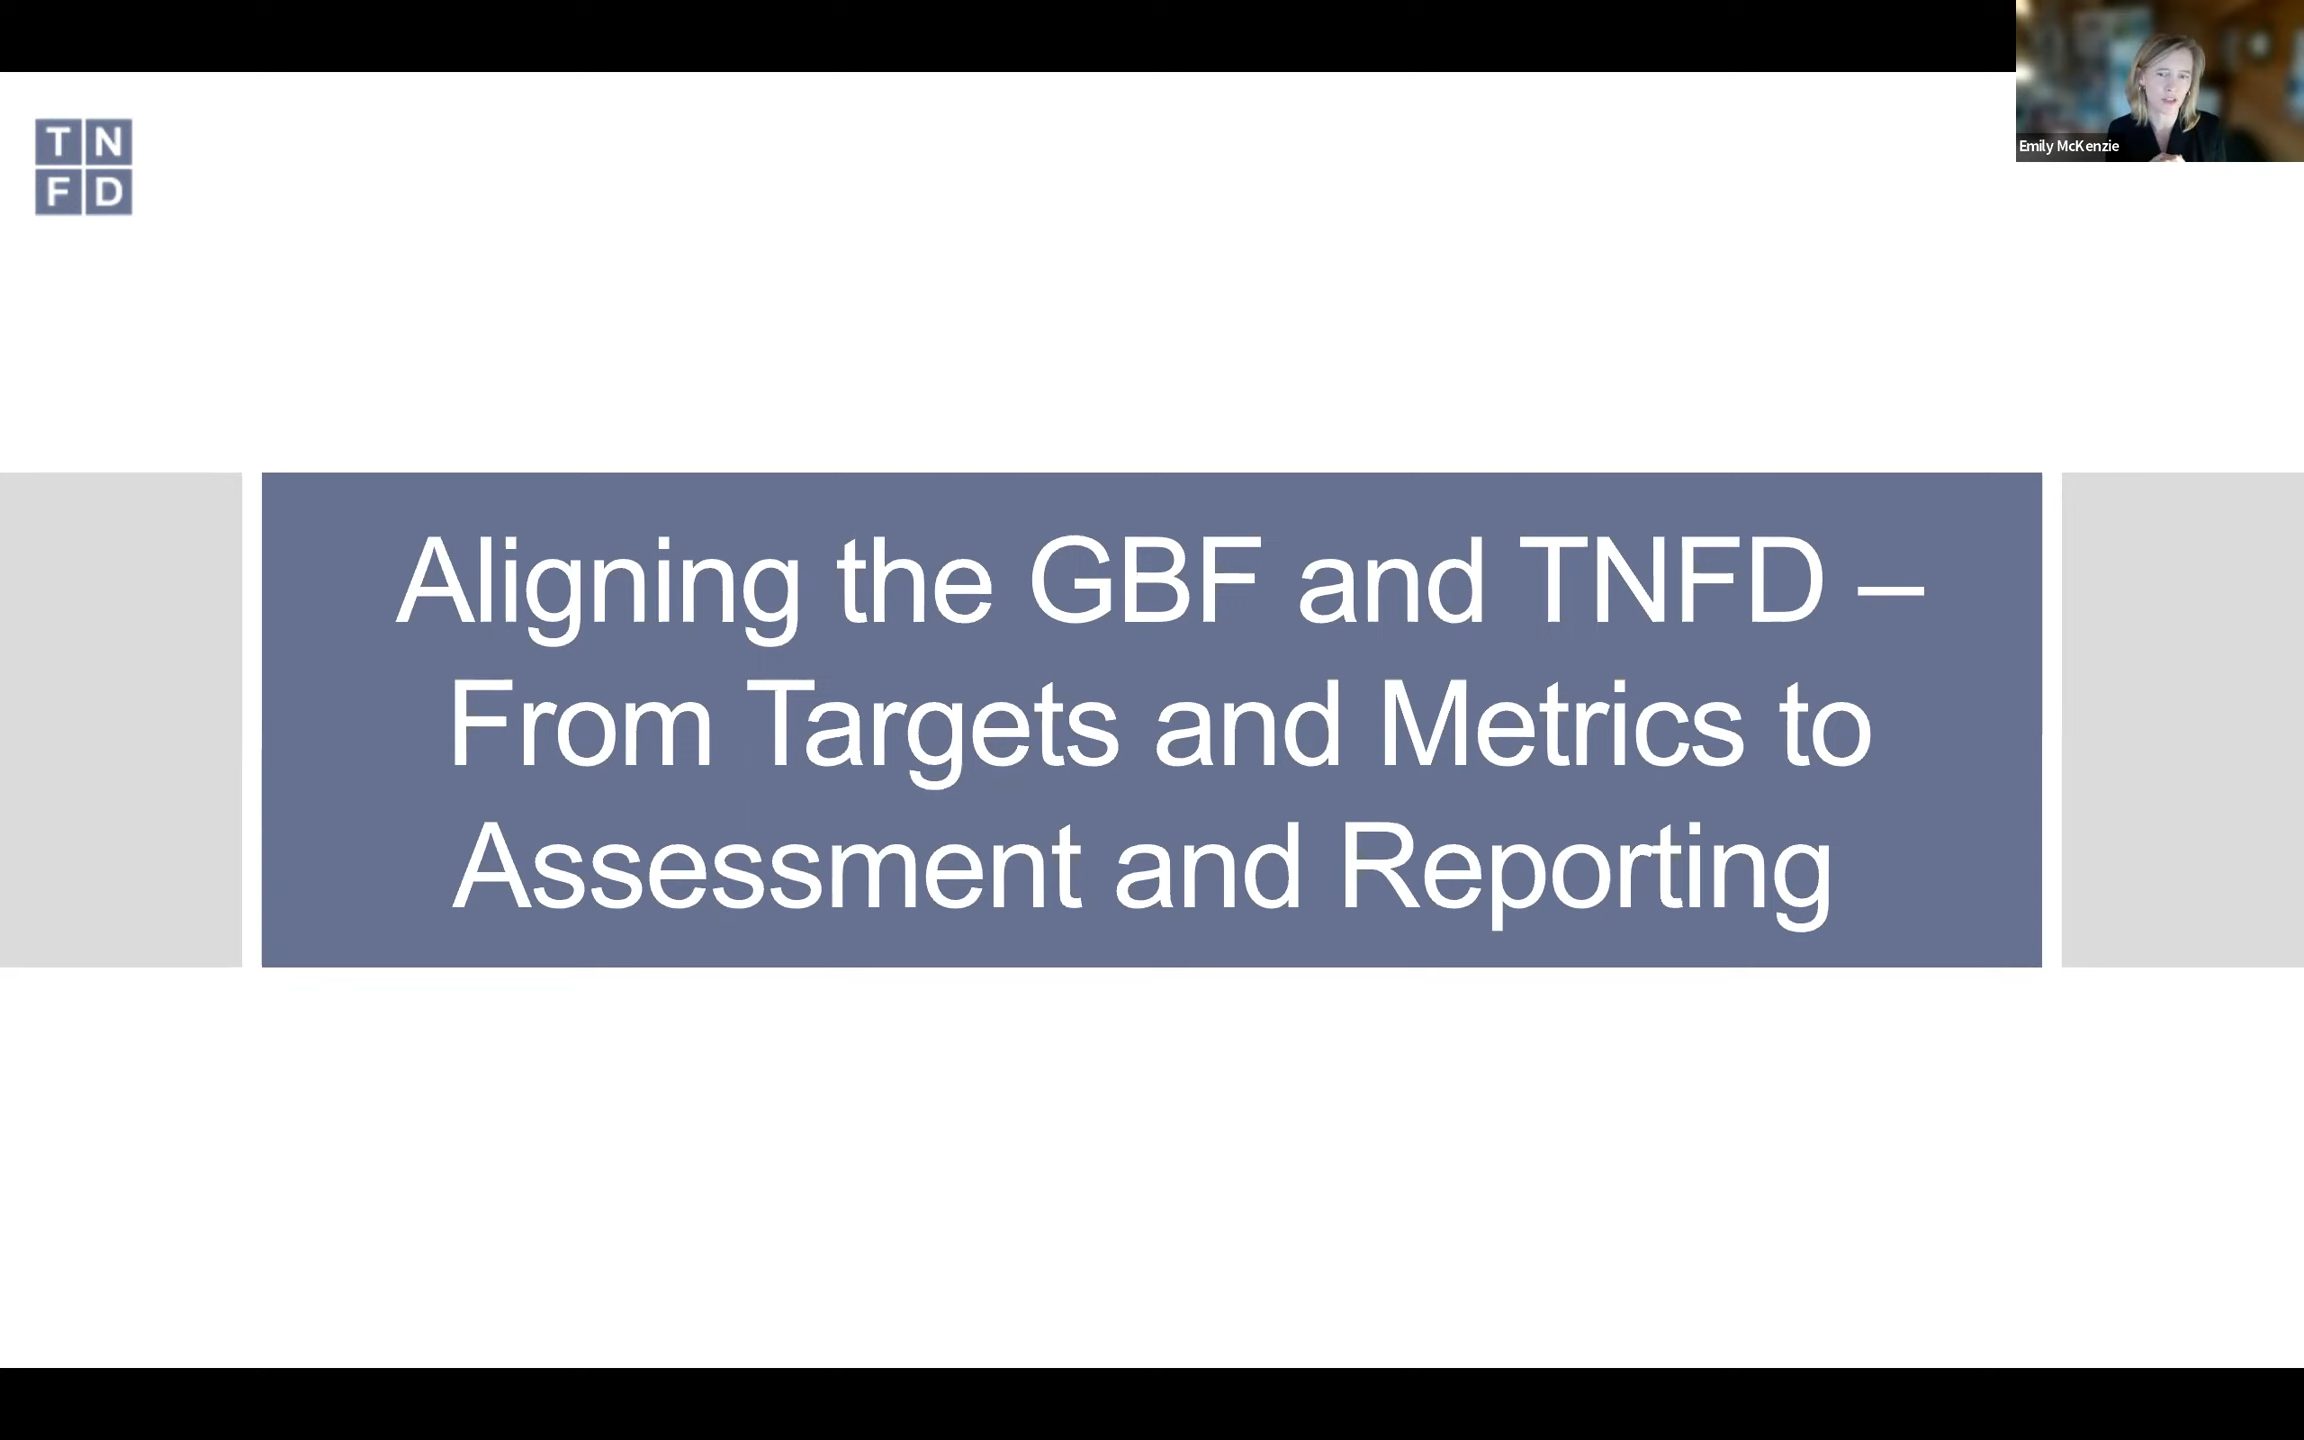 T N
F D
Emily McKenzie
Aligning the GBF and TNFD –
From Targets and Metrics to
Assessment and Reporting